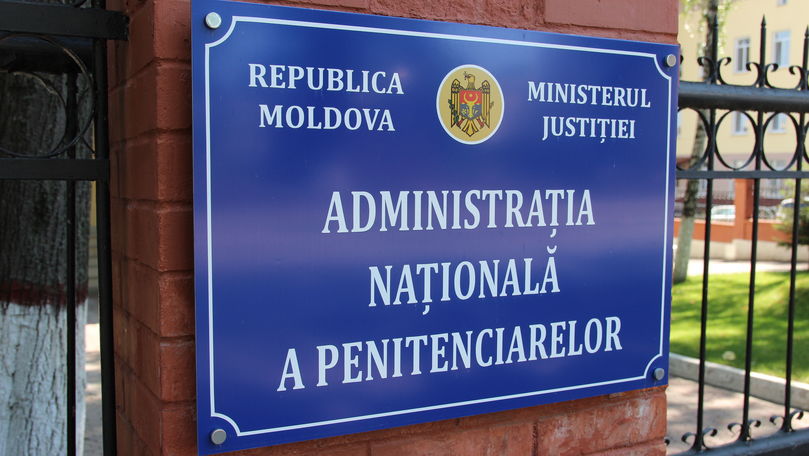 REPUBLICA
MOLDOVA
MINISTERUL
JUSTIȚIEI
ADMINISTRAȚIA
NAȚIONALĂ
A PENITENCIARELOR